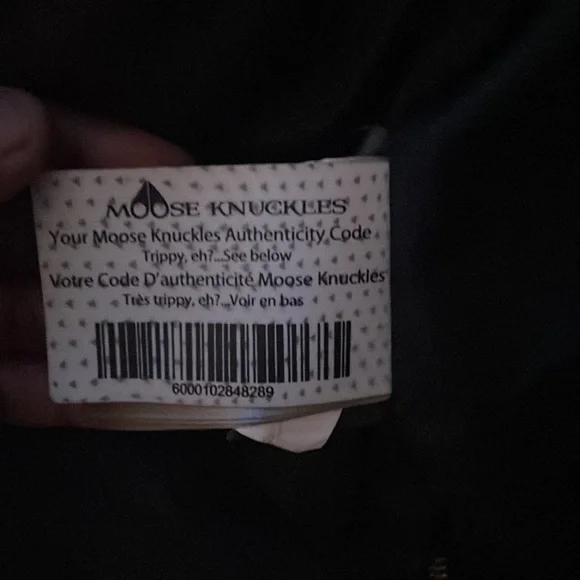 MOOSE KNUCKLES
Your Moose Knuckles Authenticity Code
Trippy, eh?...See below
Votre Code D'authenticité Moose Knuckles
Très trippy, eh?...Voir en bas
6000102848289